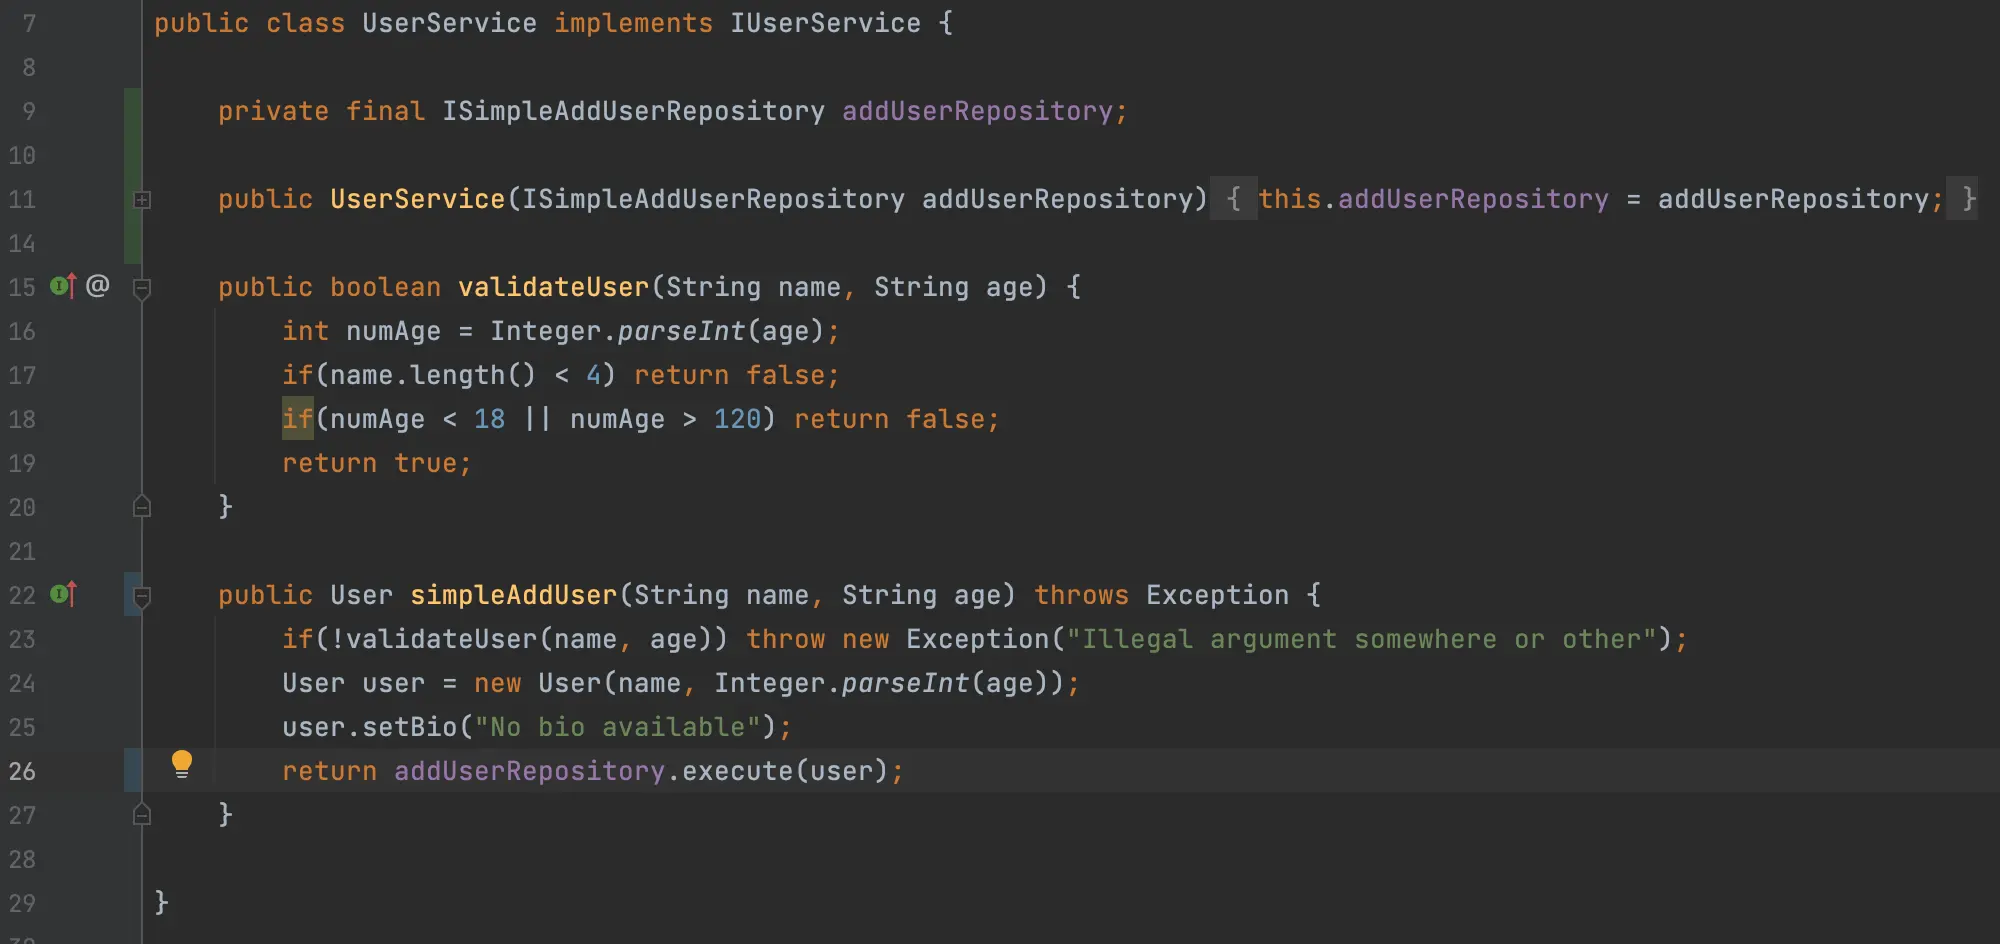 7 public class UserService implements IUserService {
8
9 private final ISimpleAddUserRepository addUserRepository;
10
11 public UserService(ISimpleAddUserRepository addUserRepository) { this.addUserRepository = addUserRepository; }
14
15 @ public boolean validateUser(String name, String age) {
16 int numAge = Integer.parseInt(age);
17 if(name.length() < 4) return false;
18 if(numAge < 18 || numAge > 120) return false;
19 return true;
20 }
21
22 public User simpleAddUser(String name, String age) throws Exception {
23 if(!validateUser(name, age)) throw new Exception("Illegal argument somewhere or other");
24 User user = new User(name, Integer.parseInt(age));
25 user.setBio("No bio available");
26 return addUserRepository.execute(user);
27 }
28
29 }